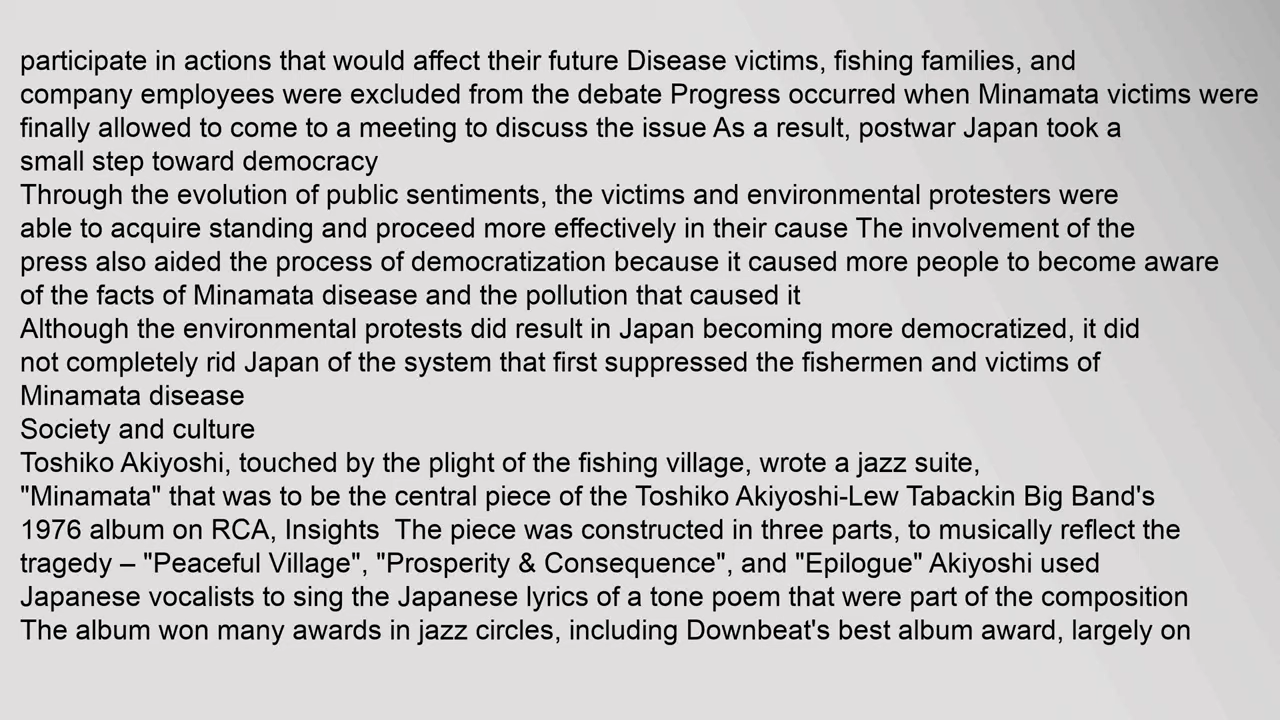 participate in actions that would affect their future Disease victims, fishing families, and
company employees were excluded from the debate Progress occurred when Minamata victims were
finally allowed to come to a meeting to discuss the issue As a result, postwar Japan took a
small step toward democracy
Through the evolution of public sentiments, the victims and environmental protesters were
able to acquire standing and proceed more effectively in their cause The involvement of the
press also aided the process of democratization because it caused more people to become aware
of the facts of Minamata disease and the pollution that caused it
Although the environmental protests did result in Japan becoming more democratized, it did
not completely rid Japan of the system that first suppressed the fishermen and victims of
Minamata disease
Society and culture
Toshiko Akiyoshi, touched by the plight of the fishing village, wrote a jazz suite,
"Minamata" that was to be the central piece of the Toshiko Akiyoshi-Lew Tabackin Big Band's
1976 album on RCA, Insights  The piece was constructed in three parts, to musically reflect the
tragedy – "Peaceful Village", "Prosperity & Consequence", and "Epilogue" Akiyoshi used
Japanese vocalists to sing the Japanese lyrics of a tone poem that were part of the composition
The album won many awards in jazz circles, including Downbeat's best album award, largely on